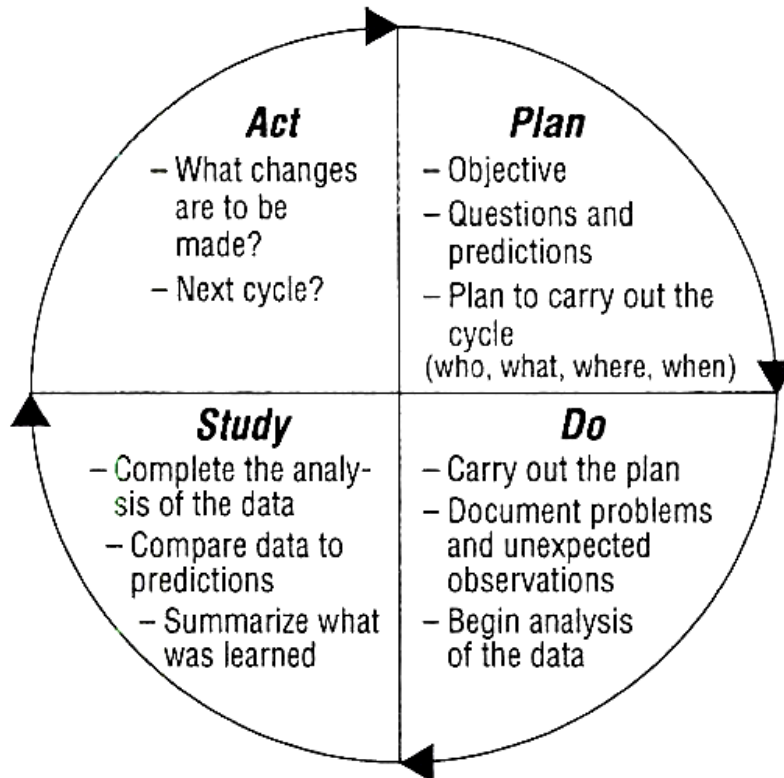 Act
– What changes
are to be
made?
– Next cycle?
Plan
– Objective
– Questions and
predictions
– Plan to carry out the
cycle
(who, what, where, when)
Study
– Complete the analy-
sis of the data
– Compare data to
predictions
– Summarize what
was learned
Do
– Carry out the plan
– Document problems
and unexpected
observations
– Begin analysis
of the data